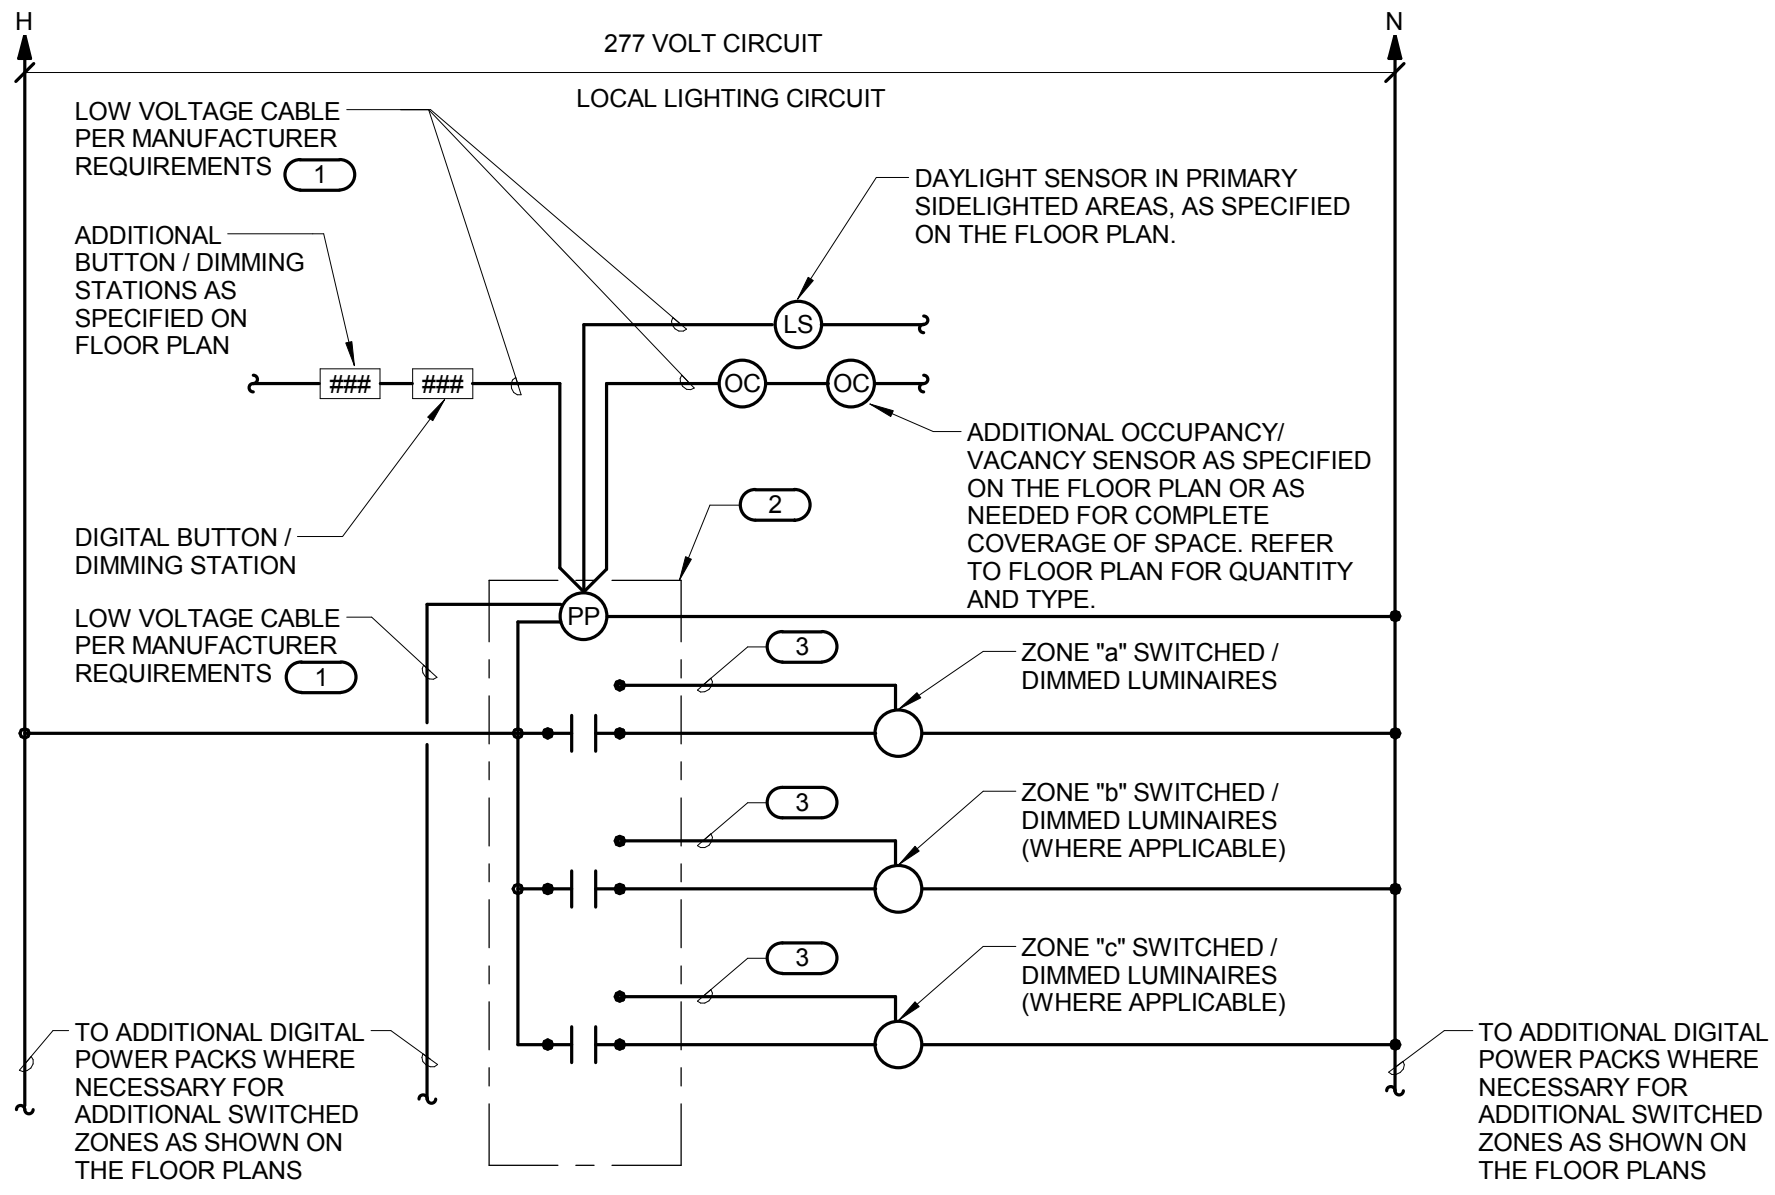 H
N
277 VOLT CIRCUIT
LOCAL LIGHTING CIRCUIT
LOW VOLTAGE CABLE
PER MANUFACTURER
REQUIREMENTS
1
DAYLIGHT SENSOR IN PRIMARY
SIDELIGHTED AREAS, AS SPECIFIED
ON THE FLOOR PLAN.
ADDITIONAL
BUTTON / DIMMING
STATIONS AS
SPECIFIED ON
FLOOR PLAN
LS
###
###
OC
OC
ADDITIONAL OCCUPANCY/
VACANCY SENSOR AS SPECIFIED
ON THE FLOOR PLAN OR AS
NEEDED FOR COMPLETE
COVERAGE OF SPACE. REFER
TO FLOOR PLAN FOR QUANTITY
AND TYPE.
2
DIGITAL BUTTON /
DIMMING STATION
PP
LOW VOLTAGE CABLE
PER MANUFACTURER
REQUIREMENTS
1
3
ZONE "a" SWITCHED /
DIMMED LUMINAIRES
3
ZONE "b" SWITCHED /
DIMMED LUMINAIRES
(WHERE APPLICABLE)
3
ZONE "c" SWITCHED /
DIMMED LUMINAIRES
(WHERE APPLICABLE)
TO ADDITIONAL DIGITAL
POWER PACKS WHERE
NECESSARY FOR
ADDITIONAL SWITCHED
ZONES AS SHOWN ON
THE FLOOR PLANS
TO ADDITIONAL DIGITAL
POWER PACKS WHERE
NECESSARY FOR
ADDITIONAL SWITCHED
ZONES AS SHOWN ON
THE FLOOR PLANS